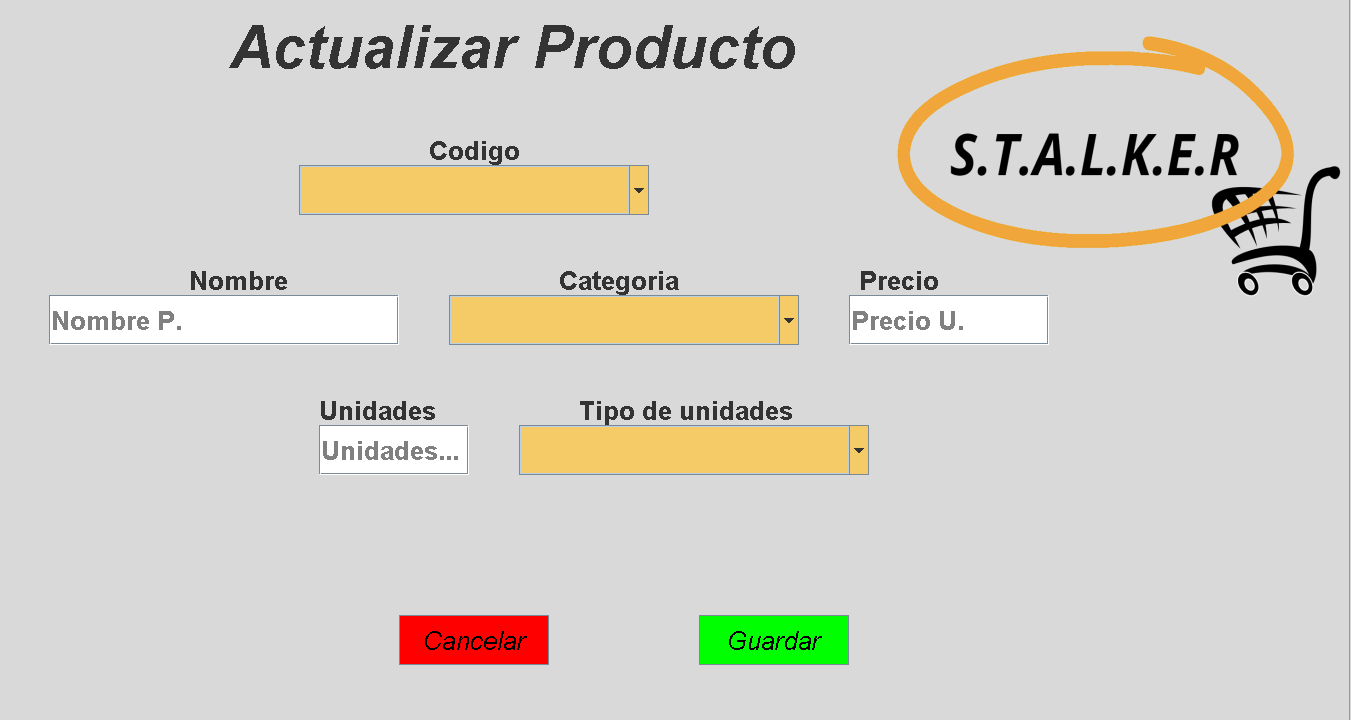 Actualizar Producto
S.T.A.L.K.E.R
Codigo
Nombre
Categoria
Precio
Nombre P.
Precio U.
Unidades
Tipo de unidades
Unidades...
Cancelar
Guardar